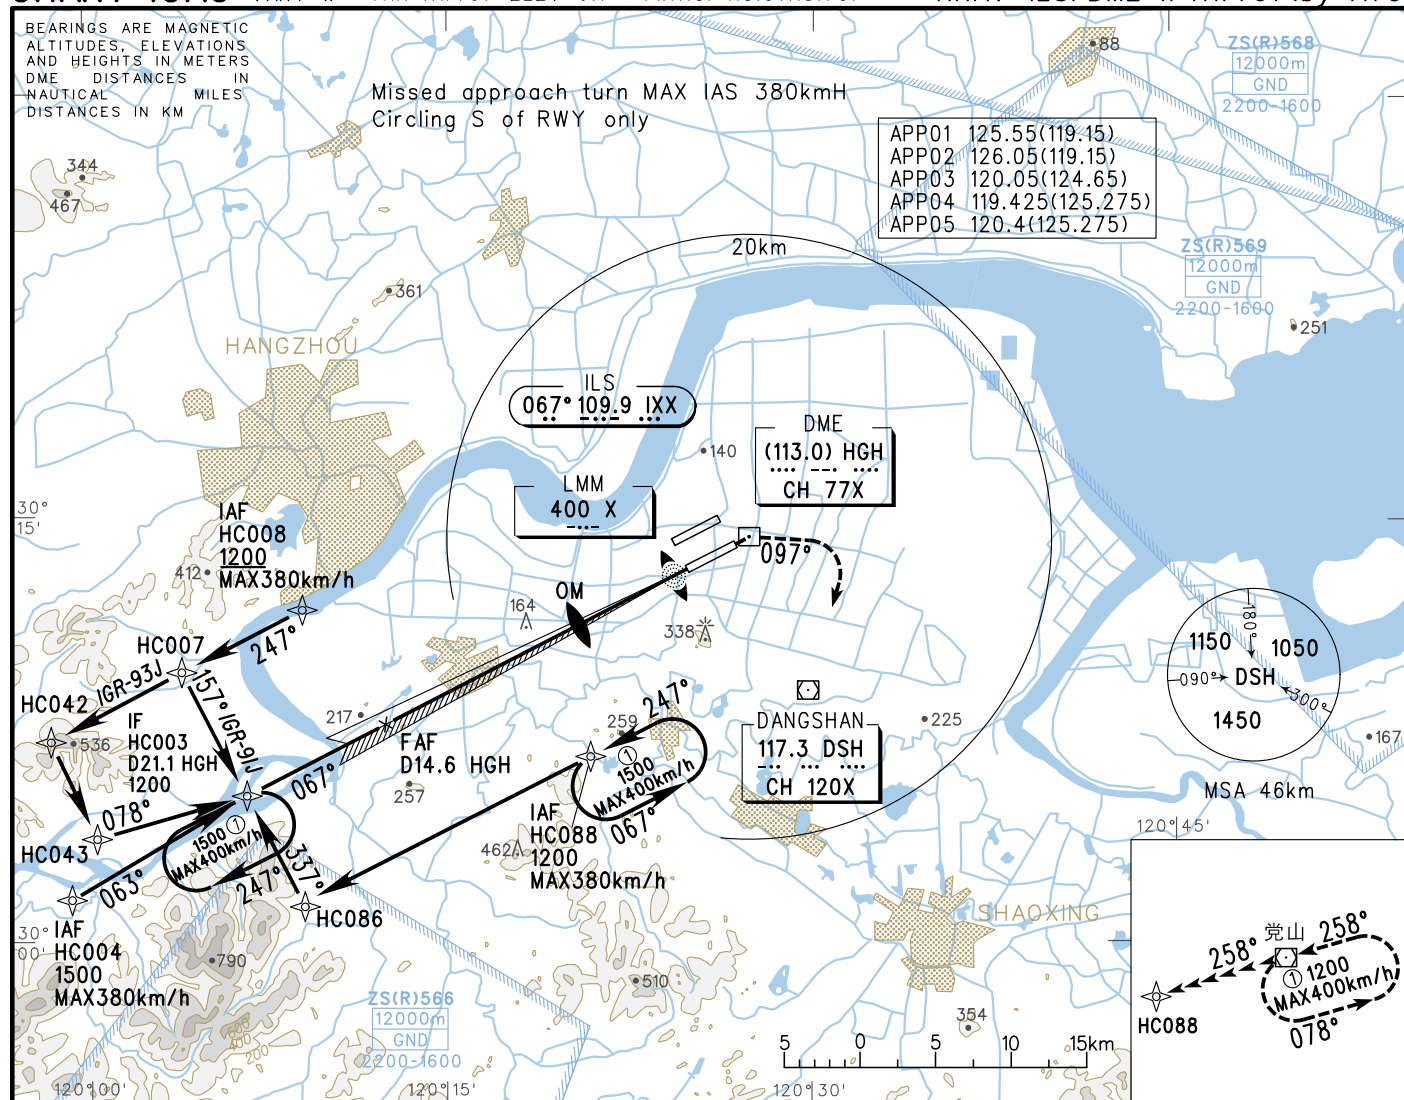 BEARINGS ARE MAGNETIC
ALTITUDES, ELEVATIONS
AND HEIGHTS IN METERS
DME DISTANCES IN
NAUTICAL MILES
DISTANCES IN KM
Missed approach turn MAX IAS 380kmH
Circling S of RWY only
APP01 125.55(119.15)
APP02 126.05(119.15)
APP03 120.05(124.65)
APP04 119.425(125.275)
APP05 120.4(125.275)
88
ZS(R)568
12000m
GND
2200-1600
344
467
20km
ZS(R)569
12000m
GND
2200-1600
251
361
HANGZHOU
ILS
067° 109.9 IXX
DME
(113.0) HGH
CH 77X
140
LMM
400 X
30°
15'
IAF
HC008
1200
MAX380km/h
412
097°
OM
164
338
247°
HC007
IGR-93J
157°
IGR-91J
HC042
536
IF
HC003
D21.1 HGH
1200
217
FAF
D14.6 HGH
067°
257
259
247°
①
1500
MAX400km/h
067°
DANGSHAN
117.3 DSH
CH 120X
225
1150
180°
1050
090°
DSH
300°
1450
167
MSA 46km
120°45'
078°
HC043
①
1500
MAX400km/h
247°
337°
063°
IAF
HC088
1200
MAX380km/h
462
HC086
IAF
HC004
1500
MAX380km/h
30°
00'
790
510
SHAOXING
354
ZS(R)566
12000m
GND
2200-1600
600
400
200
5 0 5 10 15km
120°00'
120°15'
120°30'
党山
258°
258°
①
1200
MAX400km/h
078°
HC088